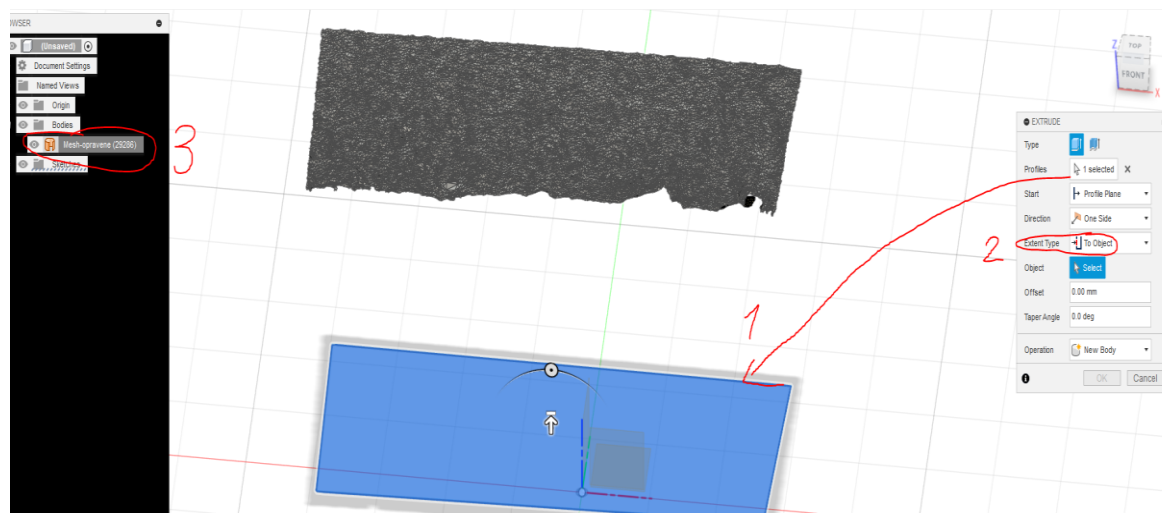 OWSER
(Unsaved)
Document Settings
Named Views
Origin
Bodies
Mesh-opravene (29286)
Sketches
3
Z
TOP
FRONT
X
EXTRUDE
Type
Profiles 1 selected X
Start Profile Plane
Direction One Side
2 Extent Type To Object
Object Select
Offset 0.00 mm
Taper Angle 0.0 deg
Operation New Body
OK Cancel
1